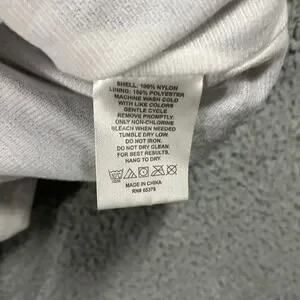 SHELL: 100% NYLON
LINING: 100% POLYESTER
MACHINE WASH COLD
WITH LIKE COLORS
GENTLE CYCLE
REMOVE PROMPTLY.
ONLY NON-CHLORINE
BLEACH WHEN NEEDED
TUMBLE DRY LOW
DO NOT IRON.
DO NOT DRY CLEAN.
FOR BEST RESULTS,
HANG TO DRY.
MADE IN CHINA
RN# 65378